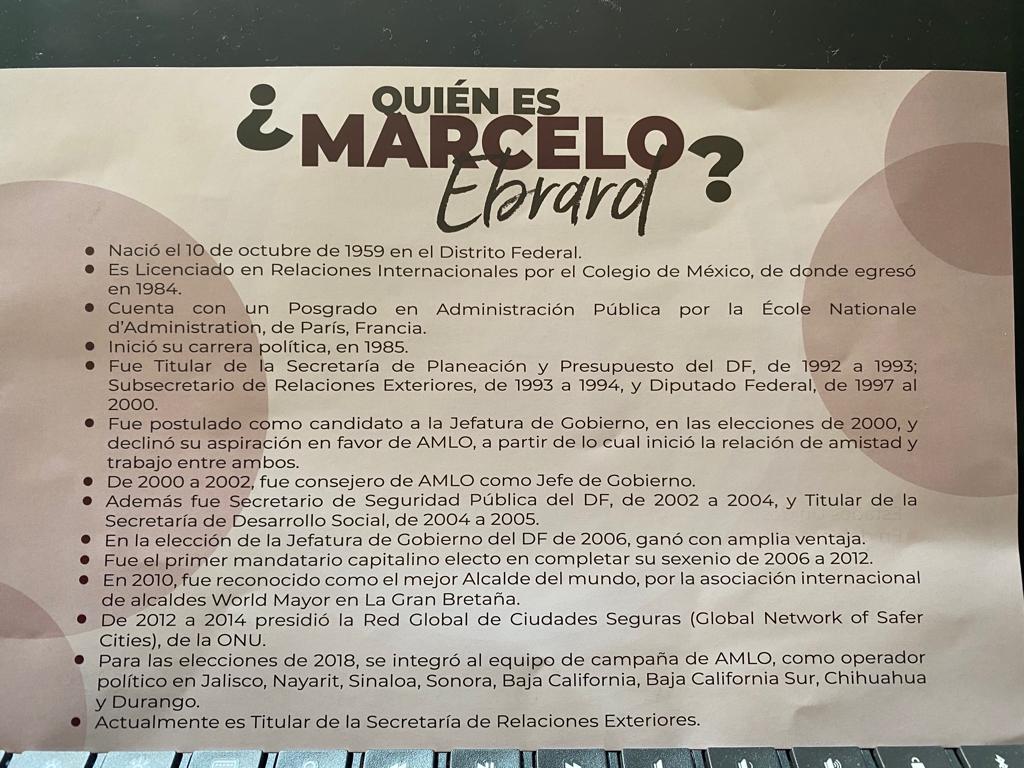 ¿QUIÉN ES
MARCELO
Ebrard?
• Nació el 10 de octubre de 1959 en el Distrito Federal.
• Es Licenciado en Relaciones Internacionales por el Colegio de México, de donde egresó
en 1984.
• Cuenta con un Posgrado en Administración Pública por la École Nationale
d'Administration, de París, Francia.
• Inició su carrera política, en 1985.
• Fue Titular de la Secretaría de Planeación y Presupuesto del DF, de 1992 a 1993;
Subsecretario de Relaciones Exteriores, de 1993 a 1994, y Diputado Federal, de 1997 al
2000.
• Fue postulado como candidato a la Jefatura de Gobierno, en las elecciones de 2000, y
declinó su aspiración en favor de AMLO, a partir de lo cual inició la relación de amistad y
trabajo entre ambos.
• De 2000 a 2002, fue consejero de AMLO como Jefe de Gobierno.
• Además fue Secretario de Seguridad Pública del DF, de 2002 a 2004, y Titular de la
Secretaría de Desarrollo Social, de 2004 a 2005.
• En la elección de la Jefatura de Gobierno del DF de 2006, ganó con amplia ventaja.
• Fue el primer mandatario capitalino electo en completar su sexenio de 2006 a 2012.
• En 2010, fue reconocido como el mejor Alcalde del mundo, por la asociación internacional
de alcaldes World Mayor en La Gran Bretaña.
• De 2012 a 2014 presidió la Red Global de Ciudades Seguras (Global Network of Safer
Cities), de la ONU.
• Para las elecciones de 2018, se integró al equipo de campaña de AMLO, como operador
político en Jalisco, Nayarit, Sinaloa, Sonora, Baja California, Baja California Sur, Chihuahua
y Durango.
• Actualmente es Titular de la Secretaría de Relaciones Exteriores.